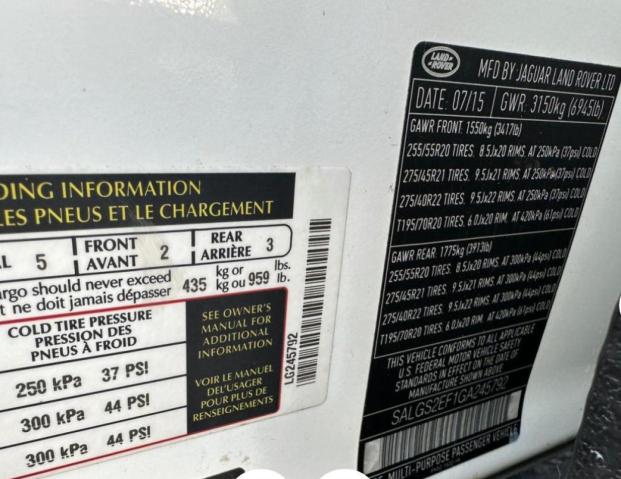 DING INFORMATION
LES PNEUS ET LE CHARGEMENT
L 5 FRONT AVANT 2 REAR ARRIÈRE 3
argo should never exceed
t ne doit jamais dépasser 435 kg or kg ou 959 lbs. lb.
COLD TIRE PRESSURE
PRESSION DES
PNEUS À FROID
250 kPa 37 PSI
300 kPa 44 PSI
300 kPa 44 PSI
SEE OWNER'S
MANUAL FOR
ADDITIONAL
INFORMATION
VOIR LE MANUEL
DE L'USAGER
POUR PLUS DE
RENSEIGNEMENTS
LG245792
LAND ROVER
MFD BY JAGUAR LAND ROVER LTD
DATE: 07/15 GWR. 3150kg (6945lb)
GAWR FRONT. 1550kg (3417lb)
255/55R20 TIRES. 8.5Jx20 RIMS. AT 250kPa (37psi) COLD
275/45R21 TIRES. 9.5Jx21 RIMS. AT 250kPa (37psi) COLD
275/40R22 TIRES. 9.5Jx22 RIMS. AT 250kPa (37psi) COLD
T195/70R20 TIRES. 6.0Jx20 RIM. AT 420kPa (61psi) COLD
GAWR REAR. 1775kg (3913lb)
255/55R20 TIRES. 8.5Jx20 RIMS. AT 300kPa (44psi) COLD
275/45R21 TIRES. 9.5Jx21 RIMS. AT 300kPa (44psi) COLD
275/40R22 TIRES. 9.5Jx22 RIMS. AT 300kPa (44psi) COLD
T195/70R20 TIRES. 6.0Jx20 RIM. AT 420kPa (61psi) COLD
THIS VEHICLE CONFORMS TO ALL APPLICABLE
U.S. FEDERAL MOTOR VEHICLE SAFETY
STANDARDS IN EFFECT ON THE DATE OF
MANUFACTURE SHOWN ABOVE.
SALGS2EF1GA245792
MULTI-PURPOSE PASSENGER VEHICLE